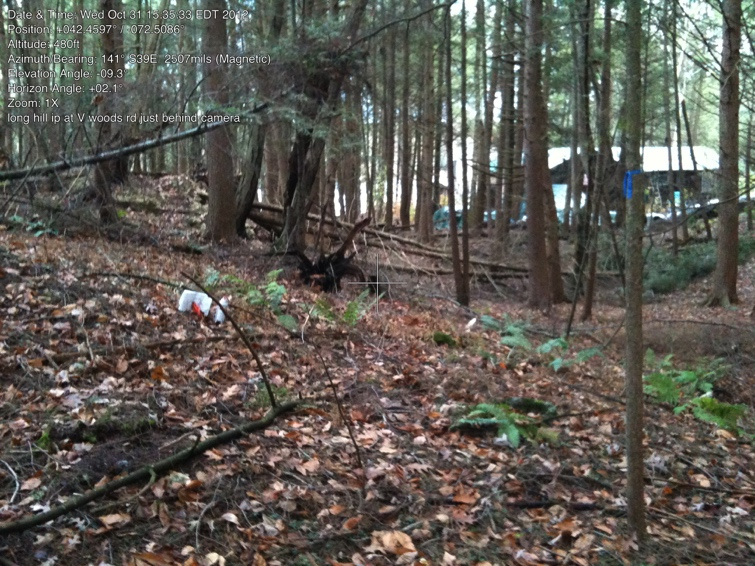 Date & Time: Wed Oct 31 15:35:33 EDT 2012
Position: +042.4597° / -072.5086°
Altitude: 480ft
Azimuth Bearing: 141° S39E 2507mils (Magnetic)
Elevation Angle: -09.3°
Horizon Angle: +02.1°
Zoom: 1X
long hill ip at V woods rd just behind camera